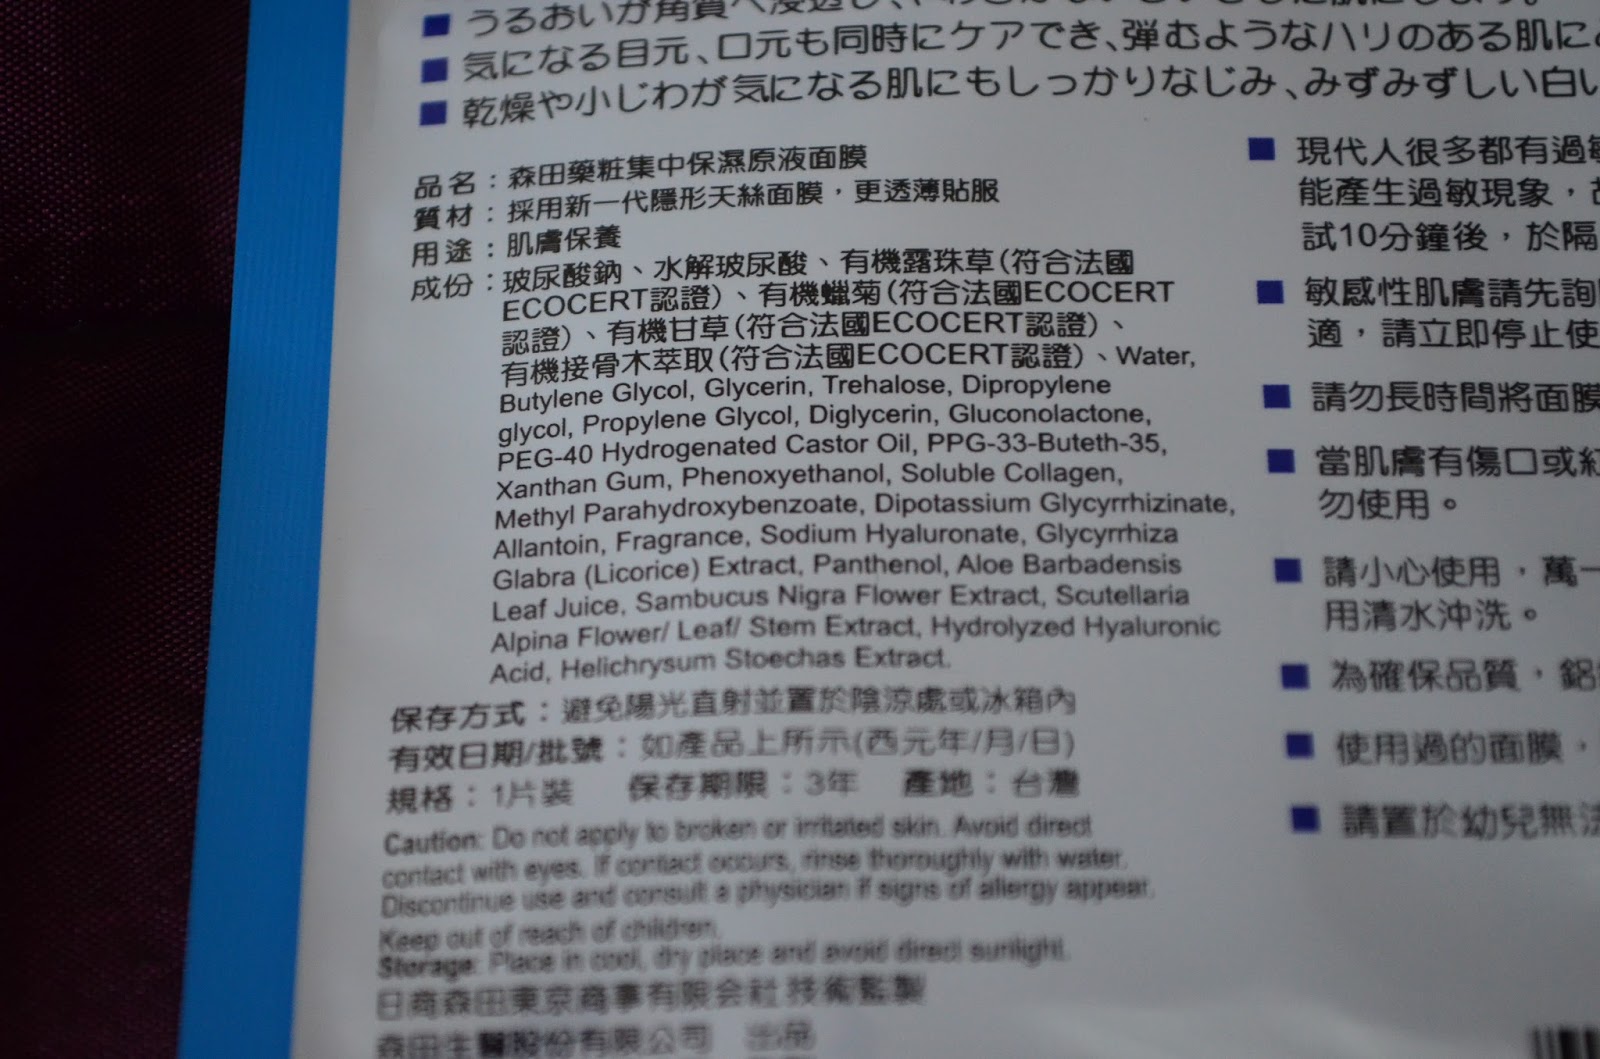 ■ うるおいが角質へ浸透し、
■ 気になる目元、口元も同時にケアでき、弾むようなハリのある肌に
■ 乾燥や小じわが気になる肌にもしっかりなじみ、みずみずしい白い
品名：森田藥粧集中保濕原液面膜
質材：採用新一代隱形天絲面膜，更透薄貼服
用途：肌膚保養
成份：玻尿酸鈉、水解玻尿酸、有機露珠草(符合法國
ECOCERT認證)、有機蠟菊(符合法國ECOCERT
認證)、有機甘草(符合法國ECOCERT認證)、
有機接骨木萃取(符合法國ECOCERT認證)、Water,
Butylene Glycol, Glycerin, Trehalose, Dipropylene
glycol, Propylene Glycol, Diglycerin, Gluconolactone,
PEG-40 Hydrogenated Castor Oil, PPG-33-Buteth-35,
Xanthan Gum, Phenoxyethanol, Soluble Collagen,
Methyl Parahydroxybenzoate, Dipotassium Glycyrrhizinate,
Allantoin, Fragrance, Sodium Hyaluronate, Glycyrrhiza
Glabra (Licorice) Extract, Panthenol, Aloe Barbadensis
Leaf Juice, Sambucus Nigra Flower Extract, Scutellaria
Alpina Flower/ Leaf/ Stem Extract, Hydrolyzed Hyaluronic
Acid, Helichrysum Stoechas Extract.
保存方式：避免陽光直射並置於陰涼處或冰箱內
有效日期/批號：如產品上所示(西元年/月/日)
規格：1片裝 保存期限：3年 產地：台灣
Caution: Do not apply to broken or irritated skin. Avoid direct
contact with eyes. If contact occurs, rinse thoroughly with water.
Discontinue use and consult a physician if signs of allergy appear.
Keep out of reach of children.
Storage: Place in cool, dry place and avoid direct sunlight.
日商森田東京商事有限会社 技術監製
森田生醫股份有限公司 出品
■ 現代人很多都有過敏
能產生過敏現象，
試10分鐘後，於隔
■ 敏感性肌膚請先詢
適，請立即停止使
■ 請勿長時間將面膜
■ 當肌膚有傷口或紅
勿使用。
■ 請小心使用，萬一
用清水沖洗。
■ 為確保品質，鋁
■ 使用過的面膜，
■ 請置於幼兒無法